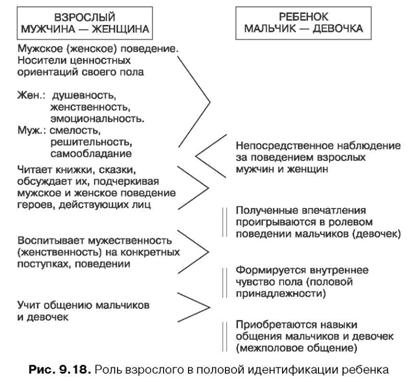 ВЗРОСЛЫЙ
МУЖЧИНА — ЖЕНЩИНА
РЕБЕНОК
МАЛЬЧИК — ДЕВОЧКА
Мужское (женское) поведение.
Носители ценностных
ориентаций своего пола
Жен.: душевность,
женственность,
эмоциональность.
Муж.: смелость,
решительность,
самообладание
Непосредственное наблюдение
за поведением взрослых
мужчин и женщин
Читает книжки, сказки,
обсуждает их, подчеркивая
мужское и женское поведение
героев, действующих лиц
Полученные впечатления
проигрываются в ролевом
поведении мальчиков (девочек)
Воспитывает мужественность
(женственность) на конкретных
поступках, поведении
Формируется внутреннее
чувство пола (половой
принадлежности)
Учит общению мальчиков
и девочек
Приобретаются навыки
общения мальчиков и девочек
(межполовое общение)
Рис. 9.18. Роль взрослого в половой идентификации ребенка